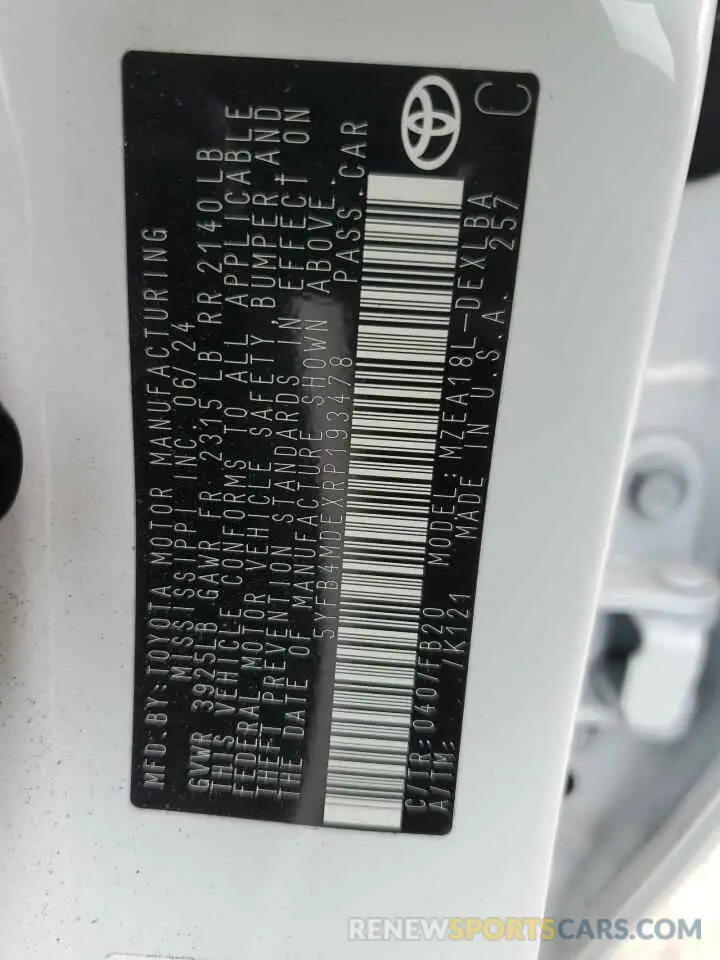 MFD.BY:TOYOTA MOTOR MANUFACTURING
MISSISSIPPI INC. 06/24
GVWR 3925LB GAWR FR 2315 LB RR 2140LB
THIS VEHICLE CONFORMS TO ALL APPLICABLE
FEDERAL MOTOR VEHICLE SAFETY, BUMPER, AND
THEFT PREVENTION STANDARDS IN EFFECT ON
THE DATE OF MANUFACTURE SHOWN ABOVE.
5YFB4MDEXRP193478 PASS.CAR
C/TR:040/FB20 MODEL:MZEA18L-DEXLBA
A/TM: /K121 MADE IN U.S.A. 257
C
RENEWSPORTSCARS.COM